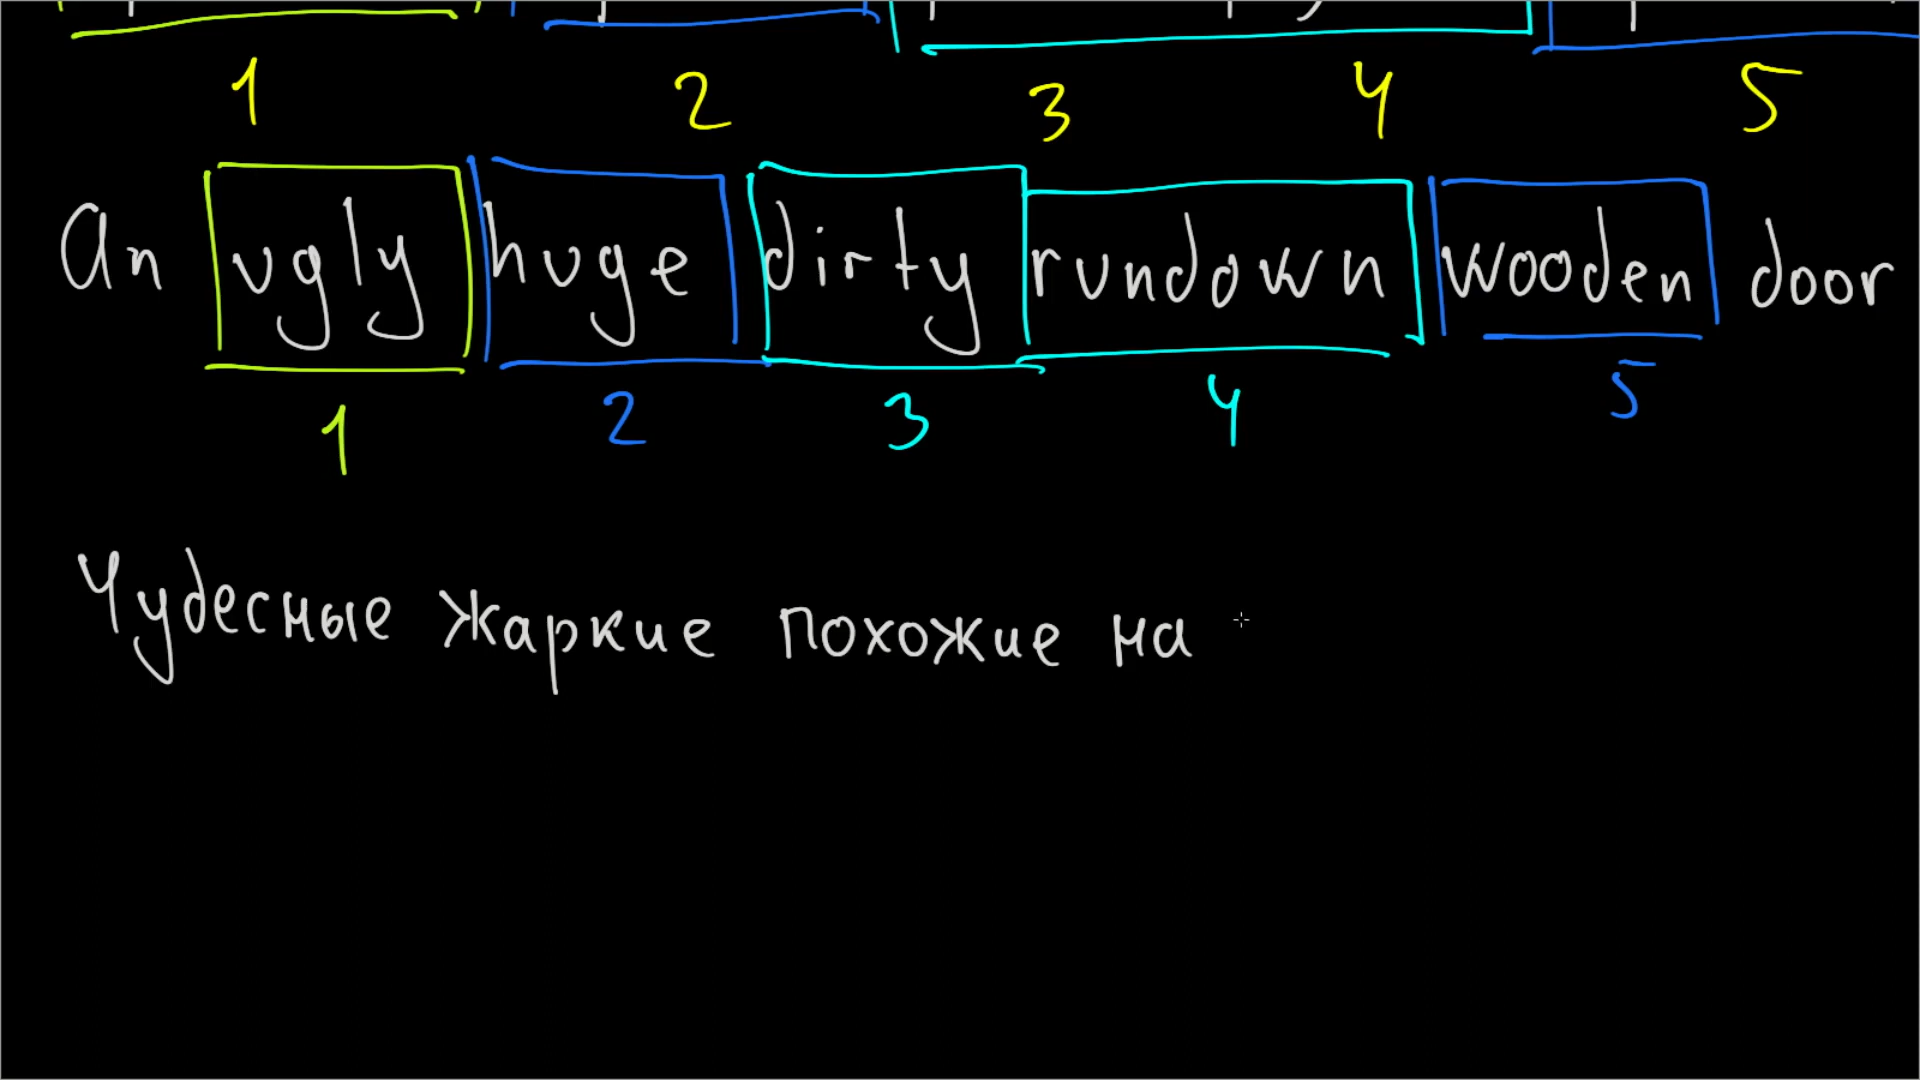 1 2 3 4 5
An ugly huge dirty rundown wooden door
1 2 3 4 5
Чудесные жаркие похожие на